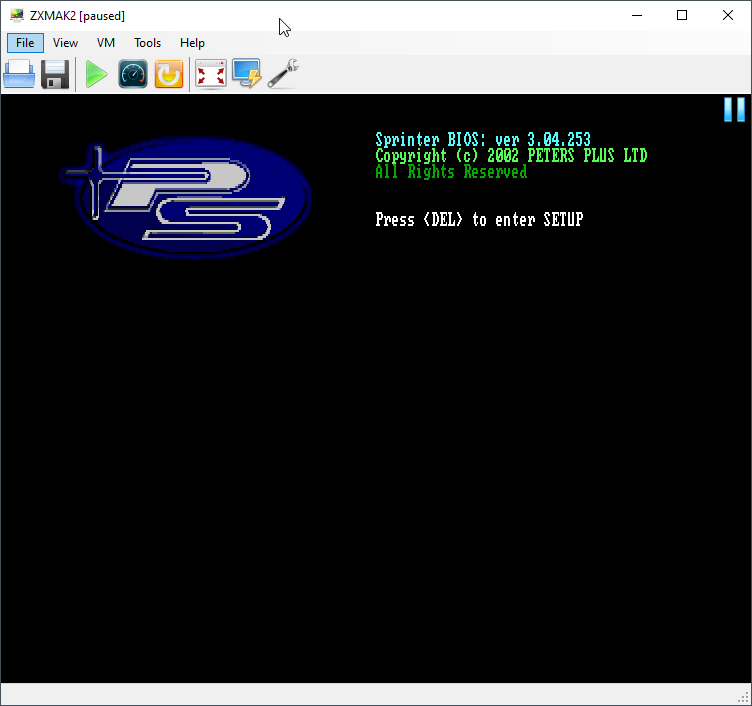 ZXMAK2 [paused]
File View VM Tools Help
Sprinter BIOS: ver 3.04.253
Copyright (c) 2002 PETERS PLUS LTD
All Rights Reserved
Press <DEL> to enter SETUP
PS